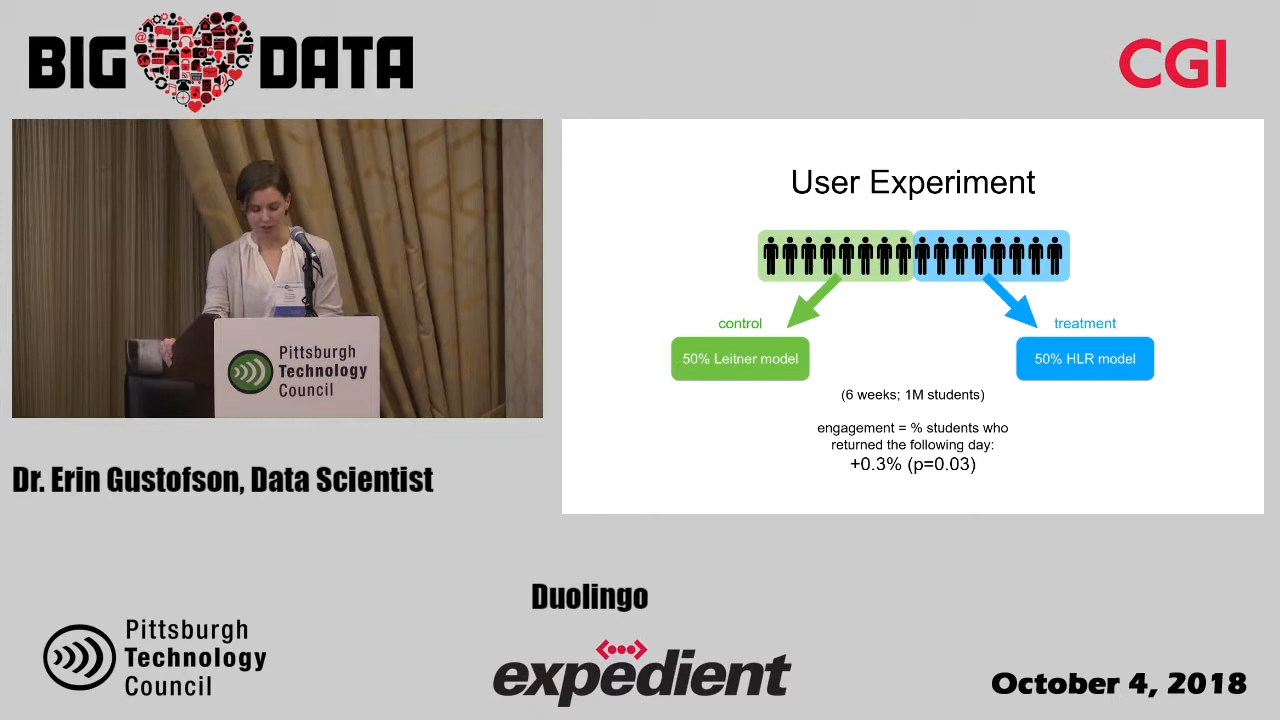 BIG DATA
CGI
Pittsburgh
Technology
Council
User Experiment
control
treatment
50% Leitner model
50% HLR model
(6 weeks; 1M students)
engagement = % students who
returned the following day:
+0.3% (p=0.03)
Dr. Erin Gustofson, Data Scientist
Duolingo
Pittsburgh
Technology
Council
expedient
October 4, 2018